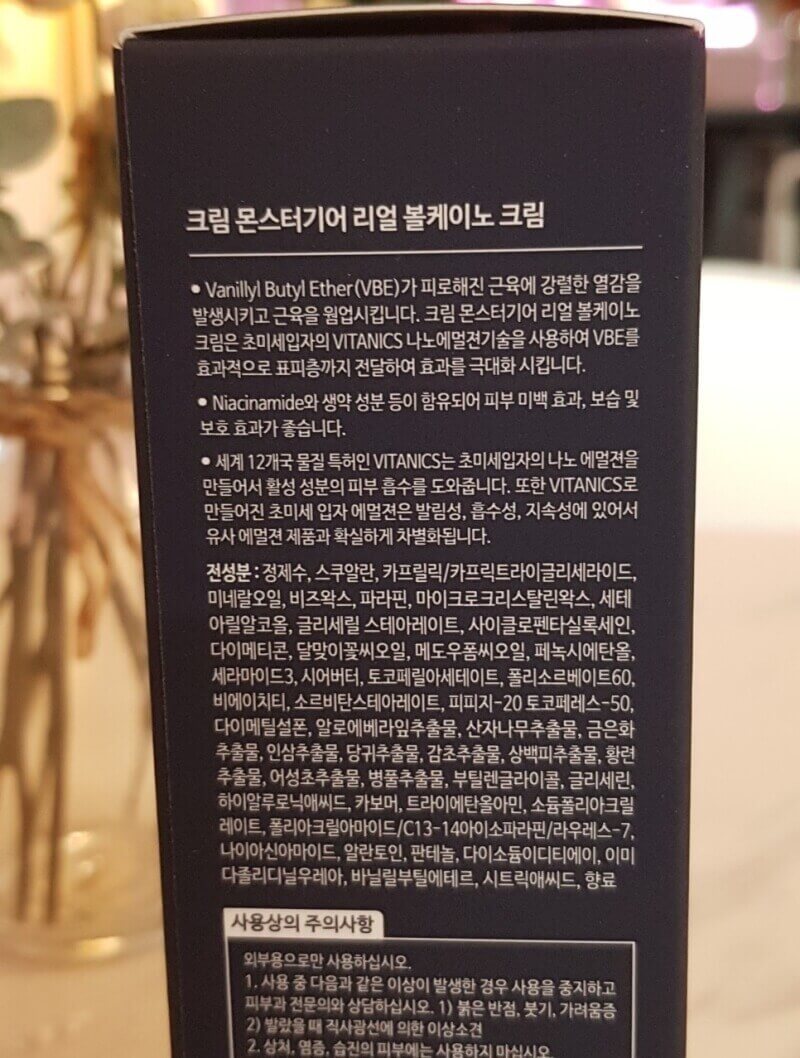 크림 몬스터기어 리얼 볼케이노 크림
• Vanillyl Butyl Ether(VBE)가 피로해진 근육에 강렬한 열감을
발생시키고 근육을 웜업시킵니다. 크림 몬스터기어 리얼 볼케이노
크림은 초미세입자의 VITANICS 나노에멀젼기술을 사용하여 VBE를
효과적으로 표피층까지 전달하여 효과를 극대화 시킵니다.
• Niacinamide와 생약 성분 등이 함유되어 피부 미백 효과, 보습 및
보호 효과가 좋습니다.
• 세계 12개국 물질 특허인 VITANICS는 초미세입자의 나노 에멀젼을
만들어서 활성 성분의 피부 흡수를 도와줍니다. 또한 VITANICS로
만들어진 초미세 입자 에멀젼은 발림성, 흡수성, 지속성에 있어서
유사 에멀젼 제품과 확실하게 차별화됩니다.
전성분 : 정제수, 스쿠알란, 카프릴릭/카프릭트라이글리세라이드,
미네랄오일, 비즈왁스, 파라핀, 마이크로크리스탈린왁스, 세테
아릴알코올, 글리세릴 스테아레이트, 사이클로펜타실록세인,
다이메티콘, 달맞이꽃씨오일, 메도우폼씨오일, 페녹시에탄올,
세라마이드3, 시어버터, 토코페릴아세테이트, 폴리소르베이트60,
비에이치티, 소르비탄스테아레이트, 피피지-20 토코페레스-50,
다이메틸설폰, 알로에베라잎추출물, 산자나무추출물, 금은화
추출물, 인삼추출물, 당귀추출물, 감초추출물, 상백피추출물, 황련
추출물, 어성초추출물, 병풀추출물, 부틸렌글라이콜, 글리세린,
하이알루로닉애씨드, 카보머, 트라이에탄올아민, 소듐폴리아크릴
레이트, 폴리아크릴아마이드/C13-14아이소파라핀/라우레스-7,
나이아신아마이드, 알란토인, 판테놀, 다이소듐이디티에이, 이미
다졸리디닐우레아, 바닐릴부틸에테르, 시트릭애씨드, 향료
사용상의 주의사항
외부용으로만 사용하십시오.
1. 사용 중 다음과 같은 이상이 발생한 경우 사용을 중지하고
피부과 전문의와 상담하십시오. 1) 붉은 반점, 붓기, 가려움증
2) 발랐을 때 직사광선에 의한 이상소견
2. 상처, 염증, 습진의 피부에는 사용하지 마십시오.